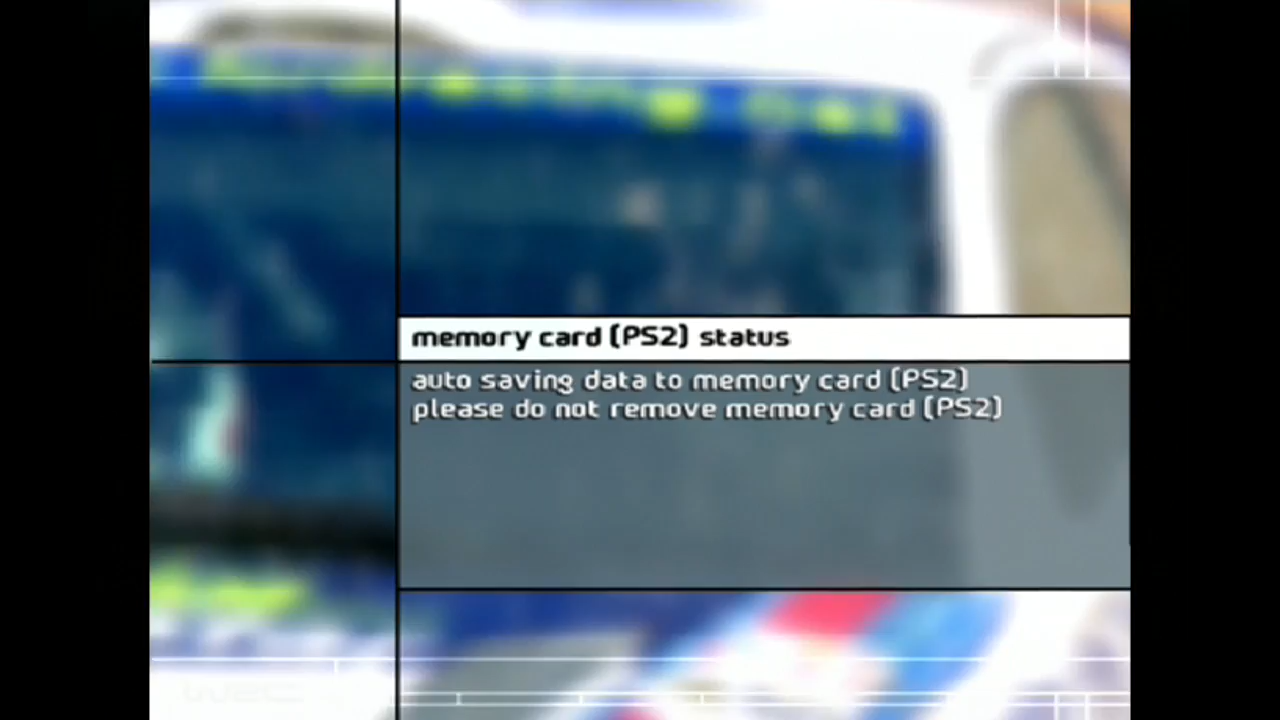 memory card (PS2) status
auto saving data to memory card (PS2)
please do not remove memory card (PS2)